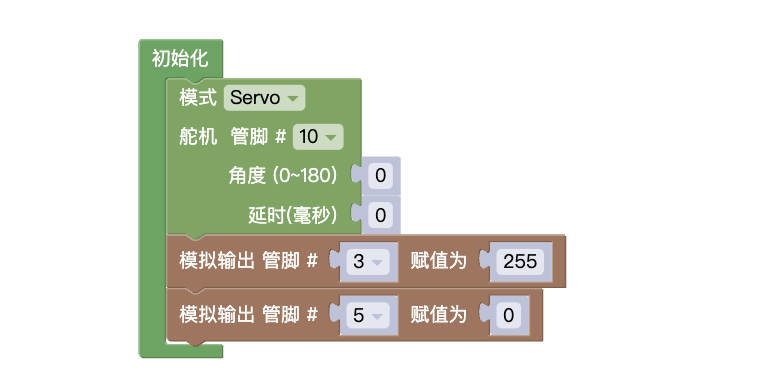 初始化
模式 Servo
舵机 管脚 # 10
角度 (0~180) 0
延时(毫秒) 0
模拟输出 管脚 # 3 赋值为 255
模拟输出 管脚 # 5 赋值为 0